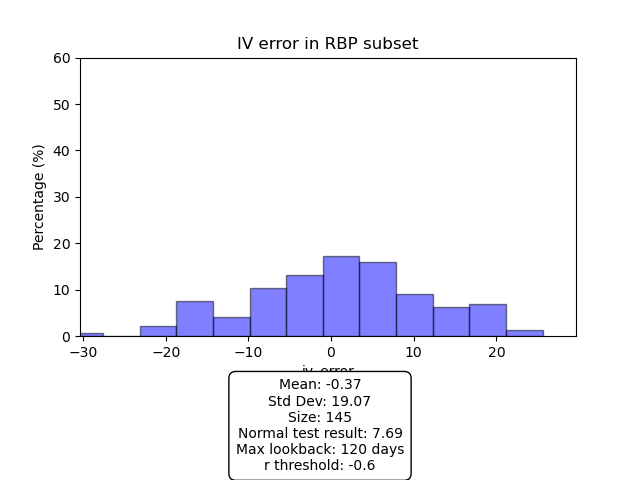 IV error in RBP subset
Percentage (%)
60
50
40
30
20
10
0
−30
−20
−10
0
10
20
iv_error
Mean: -0.37
Std Dev: 19.07
Size: 145
Normal test result: 7.69
Max lookback: 120 days
r threshold: -0.6